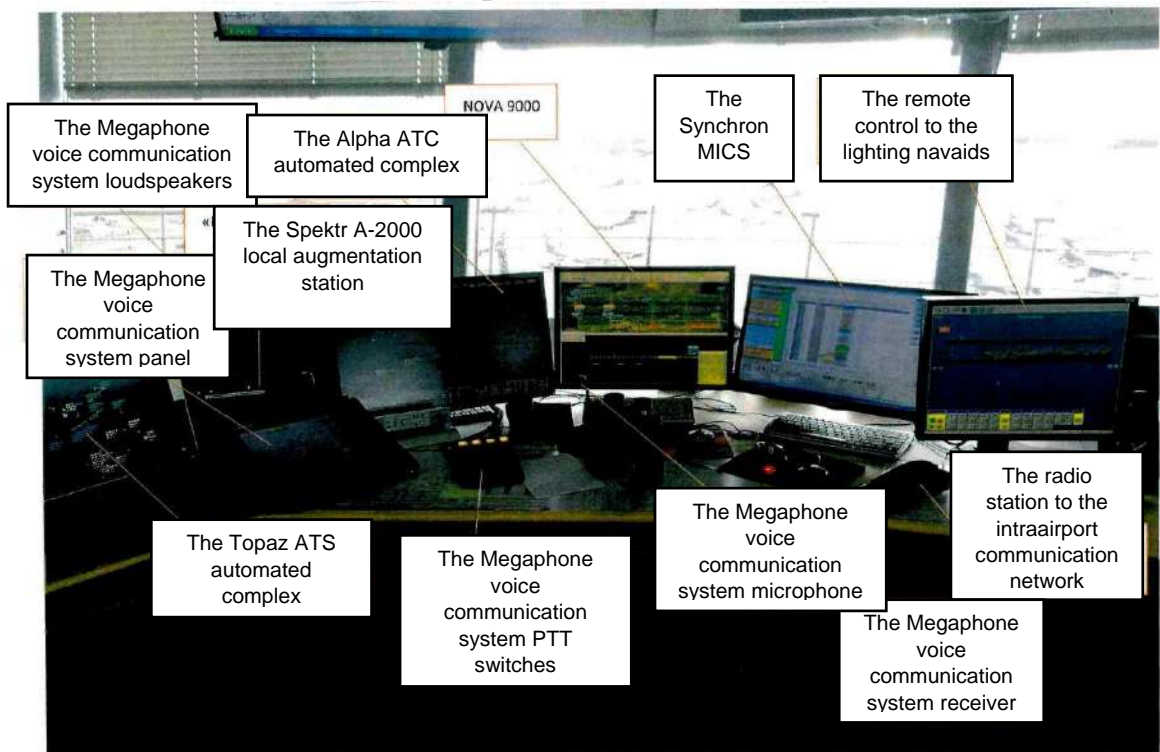 NOVA 9000
The Megaphone
voice communication
system loudspeakers
The Alpha ATC
automated complex
The
Synchron
MICS
The remote
control to the
lighting navaids
The Spektr A-2000
local augmentation
station
The Megaphone
voice
communication
system panel
The Topaz ATS
automated
complex
The Megaphone
voice
communication
system PTT
switches
The Megaphone
voice
communication
system microphone
The radio
station to the
intraairport
communication
network
The Megaphone
voice
communication
system receiver